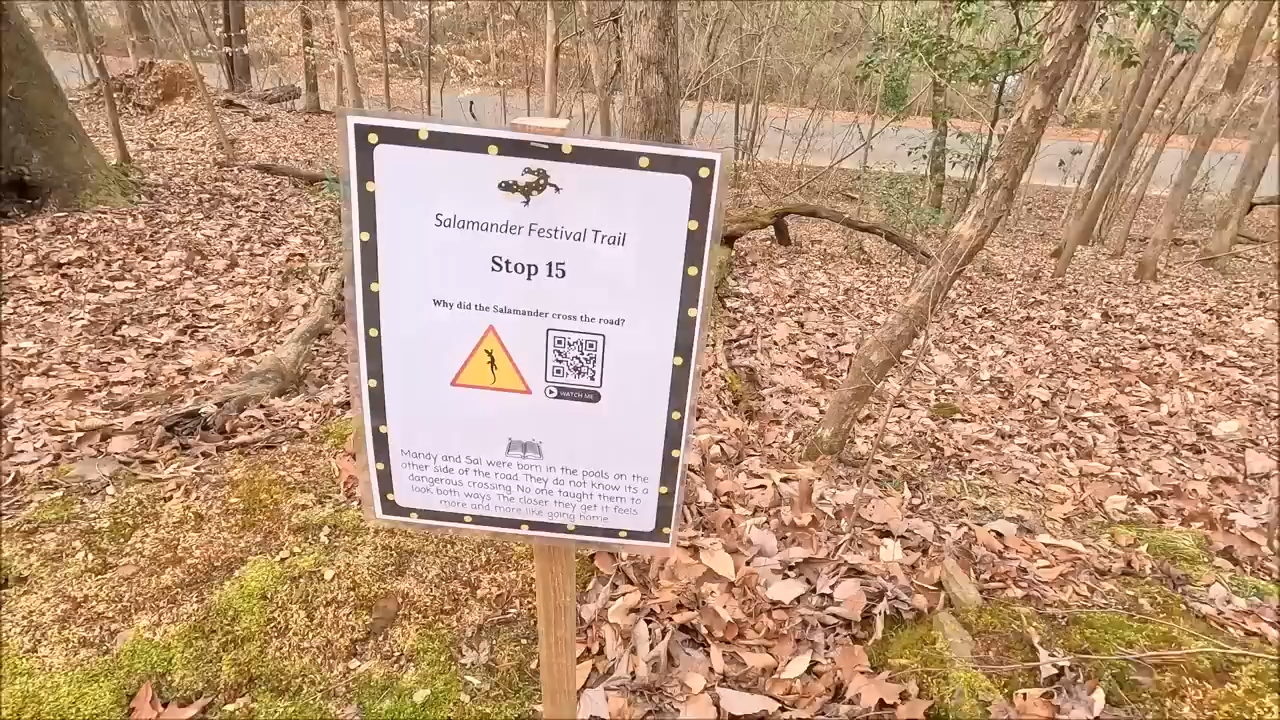 Salamander Festival Trail
Stop 15
Why did the Salamander cross the road?
WATCH ME
Mandy and Sal were born in the pools on the
other side of the road. They do not know it's a
dangerous crossing. No one taught them to
look both ways. The closer they get it feels
more and more like going home.